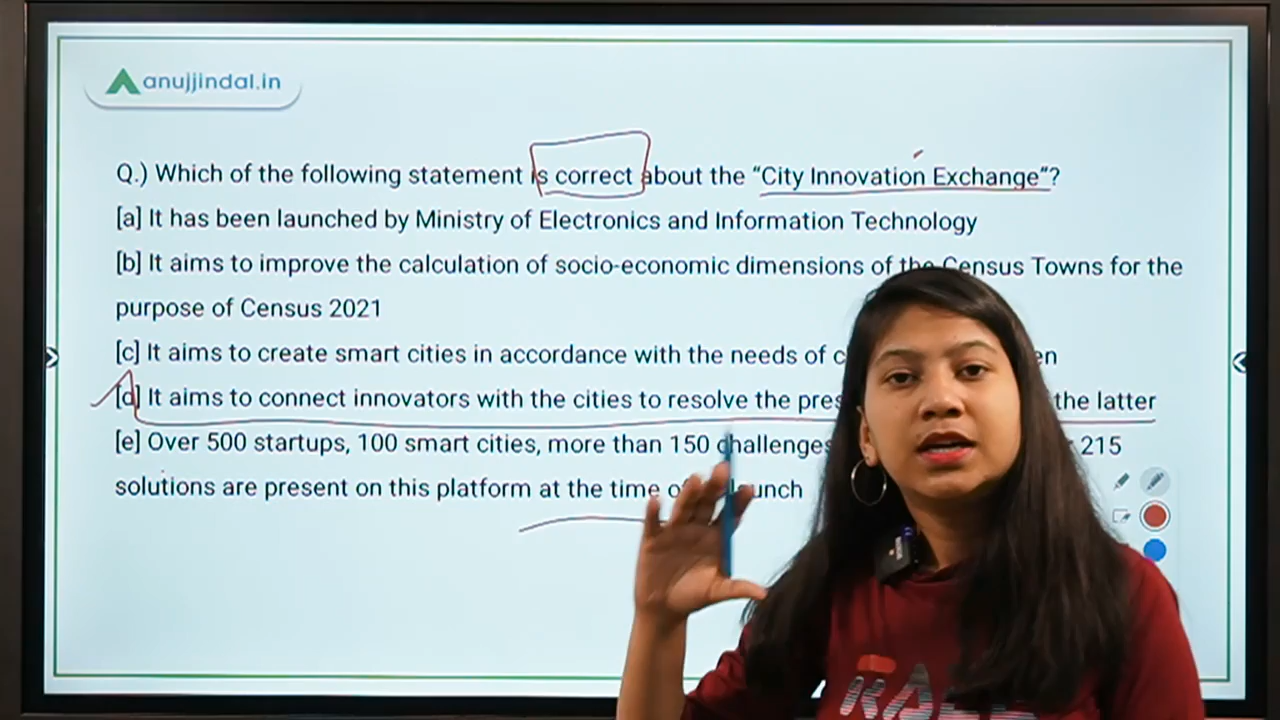 anujjindal.in
Q.) Which of the following statement is correct about the “City Innovation Exchange“?
[a] It has been launched by Ministry of Electronics and Information Technology
[b] It aims to improve the calculation of socio-economic dimensions of the Census Towns for the
purpose of Census 2021
[c] It aims to create smart cities in accordance with the needs of
[d] It aims to connect innovators with the cities to resolve the the latter
[e] Over 500 startups, 100 smart cities, more than 150 challenges 215
solutions are present on this platform at the time launch